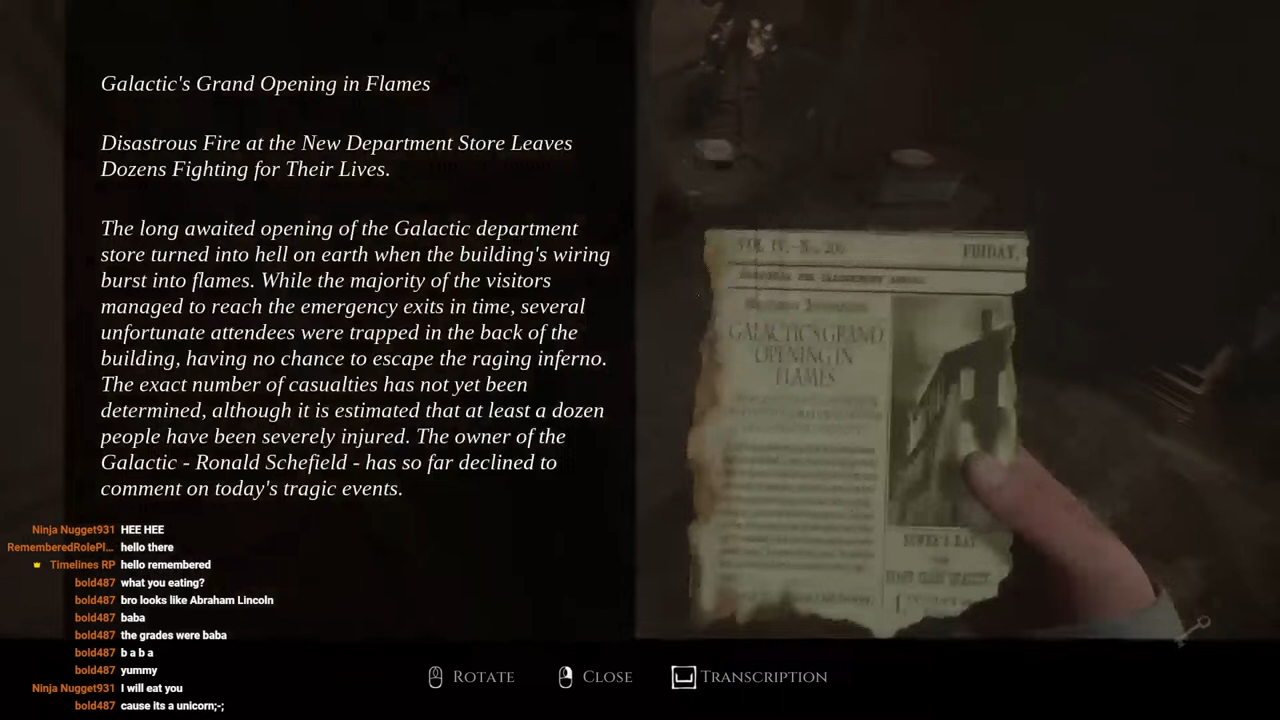 Galactic's Grand Opening in Flames
Disastrous Fire at the New Department Store Leaves
Dozens Fighting for Their Lives.
The long awaited opening of the Galactic department
store turned into hell on earth when the building's wiring
burst into flames. While the majority of the visitors
managed to reach the emergency exits in time, several
unfortunate attendees were trapped in the back of the
building, having no chance to escape the raging inferno.
The exact number of casualties has not yet been
determined, although it is estimated that at least a dozen
people have been severely injured. The owner of the
Galactic - Ronald Schefield - has so far declined to
comment on today's tragic events.
Ninja Nugget931 HEE HEE
RememberedRolePl... hello there
Timelines RP hello remembered
bold487 what you eating?
bold487 bro looks like Abraham Lincoln
bold487 baba
bold487 the grades were baba
bold487 b a b a
bold487 yummy
Ninja Nugget931 I will eat you
bold487 cause its a unicorn;-;
VOL IV.
FRIDAY,
GALACTIC'S GRAND
OPENING IN
FLAMES
ROTATE
CLOSE
TRANSCRIPTION